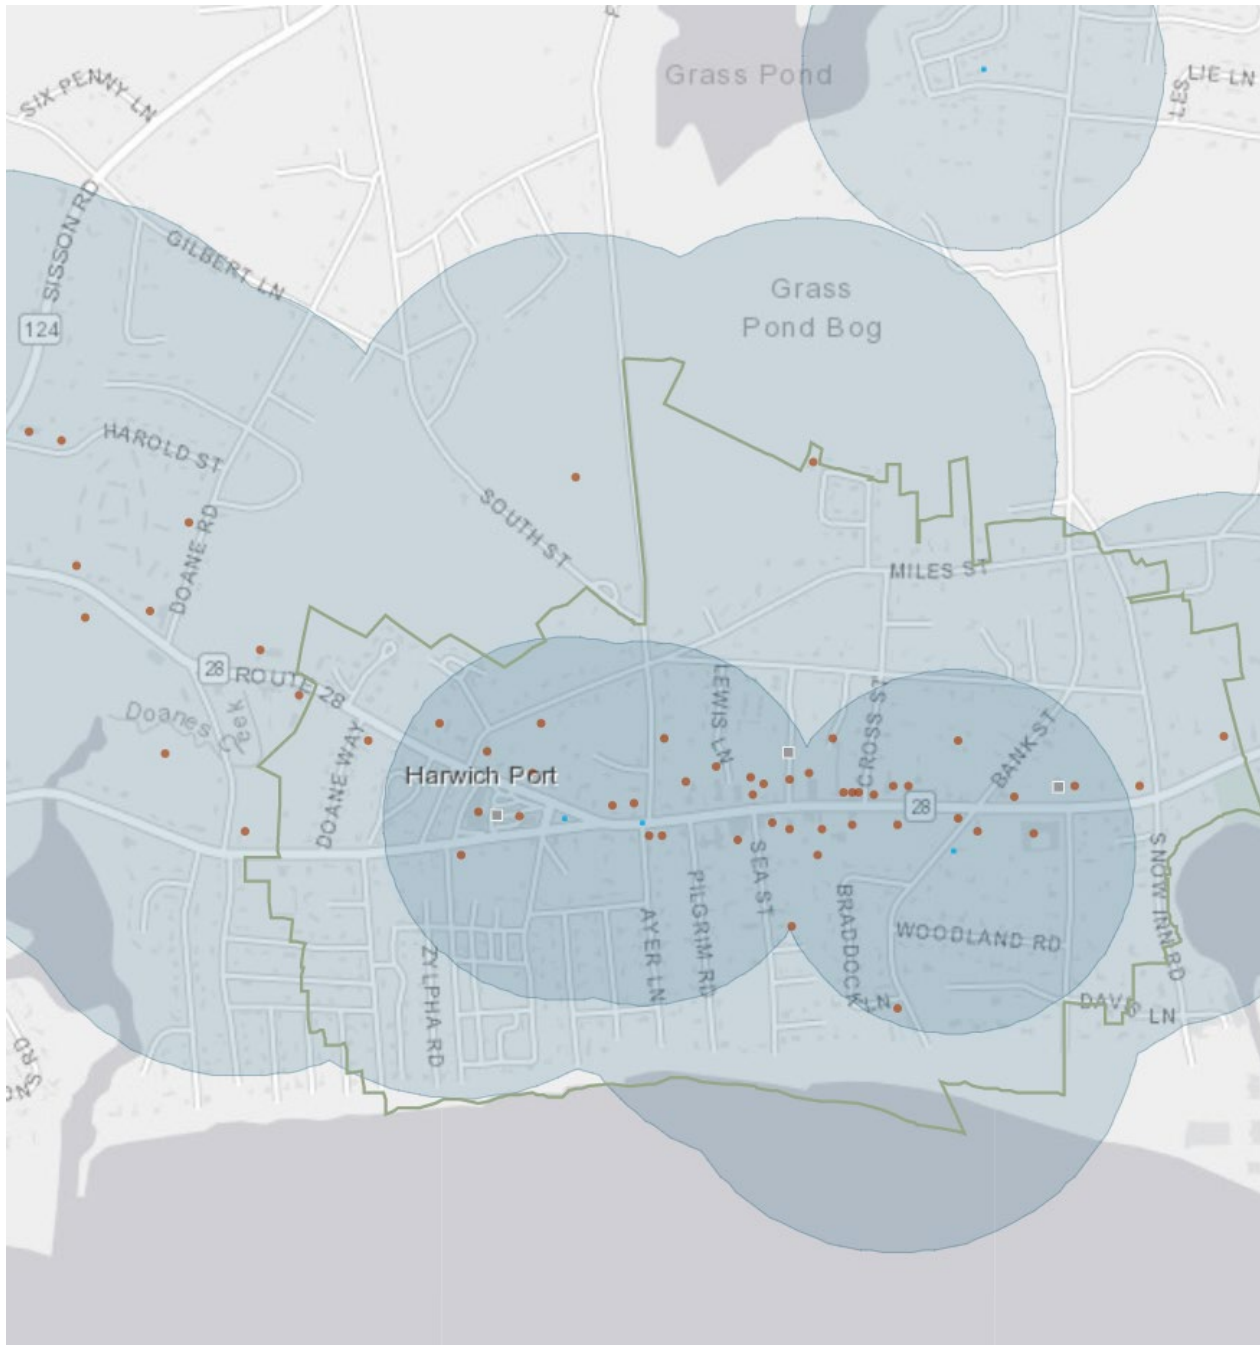 Grass Pond
LIE LN
LES
SIX PENNY LN
SISSON RD
GILBERT LN
124
Grass
Pond Bog
HAROLD ST
SOUTH ST
DOANE RD
MILES ST
28
ROUTE 28
Doanes
LEWIS LN
CROSS ST
BANK ST
DOANE WAY
Harwich Port
28
SEA ST
PILGRIM RD
AYER LN
BRADDOCK LN
WOODLAND RD
SNOW INN RD
ZYLPHA RD
DAVIS LN
S RD